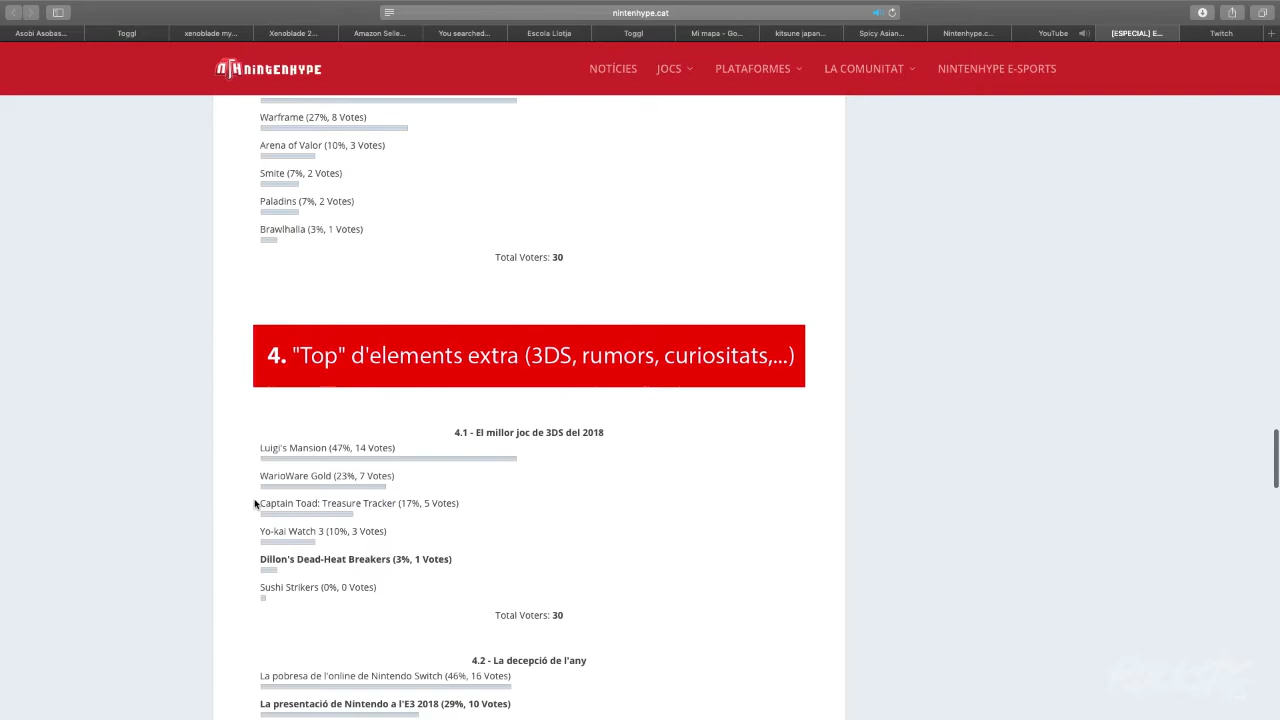 nintenhype.cat
Asobi Asobas...
Toggl
xenoblade my...
Xenoblade 2...
Amazon Selle...
You searched...
Escola Llotja
Toggl
Mi mapa - Go...
kitsune japan...
Spicy Asian...
Nintenhype.c...
YouTube
[ESPECIAL] E...
Twitch
NINTENHYPE
NOTÍCIES
JOCS
PLATAFORMES
LA COMUNITAT
NINTENHYPE E-SPORTS
Warframe (27%, 8 Votes)
Arena of Valor (10%, 3 Votes)
Smite (7%, 2 Votes)
Paladins (7%, 2 Votes)
Brawlhalla (3%, 1 Votes)
Total Voters: 30
4. "Top" d'elements extra (3DS, rumors, curiositats,...)
4.1 - El millor joc de 3DS del 2018
Luigi's Mansion (47%, 14 Votes)
WarioWare Gold (23%, 7 Votes)
Captain Toad: Treasure Tracker (17%, 5 Votes)
Yo-kai Watch 3 (10%, 3 Votes)
Dillon's Dead-Heat Breakers (3%, 1 Votes)
Sushi Strikers (0%, 0 Votes)
Total Voters: 30
4.2 - La decepció de l'any
La pobresa de l'online de Nintendo Switch (46%, 16 Votes)
La presentació de Nintendo a l'E3 2018 (29%, 10 Votes)